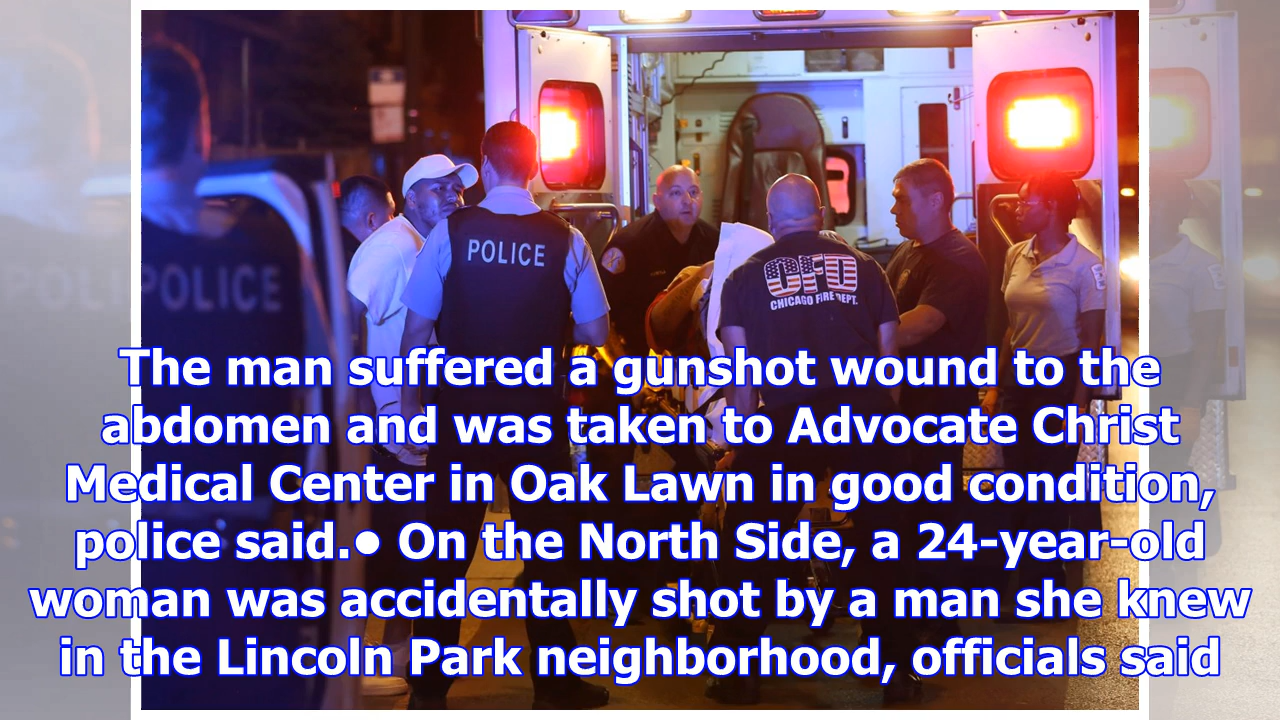 POLICE
POLICE
CFD
CHICAGO FIRE DEPT.
The man suffered a gunshot wound to the
abdomen and was taken to Advocate Christ
Medical Center in Oak Lawn in good condition,
police said.● On the North Side, a 24-year-old
woman was accidentally shot by a man she knew
in the Lincoln Park neighborhood, officials said